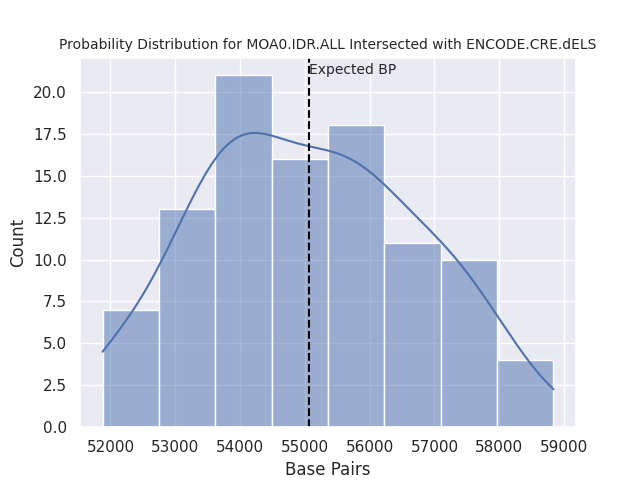 Probability Distribution for MOA0.IDR.ALL Intersected with ENCODE.CRE.dELS
Expected BP
20.0
17.5
15.0
12.5
10.0
7.5
5.0
2.5
0.0
Count
52000 53000 54000 55000 56000 57000 58000 59000
Base Pairs